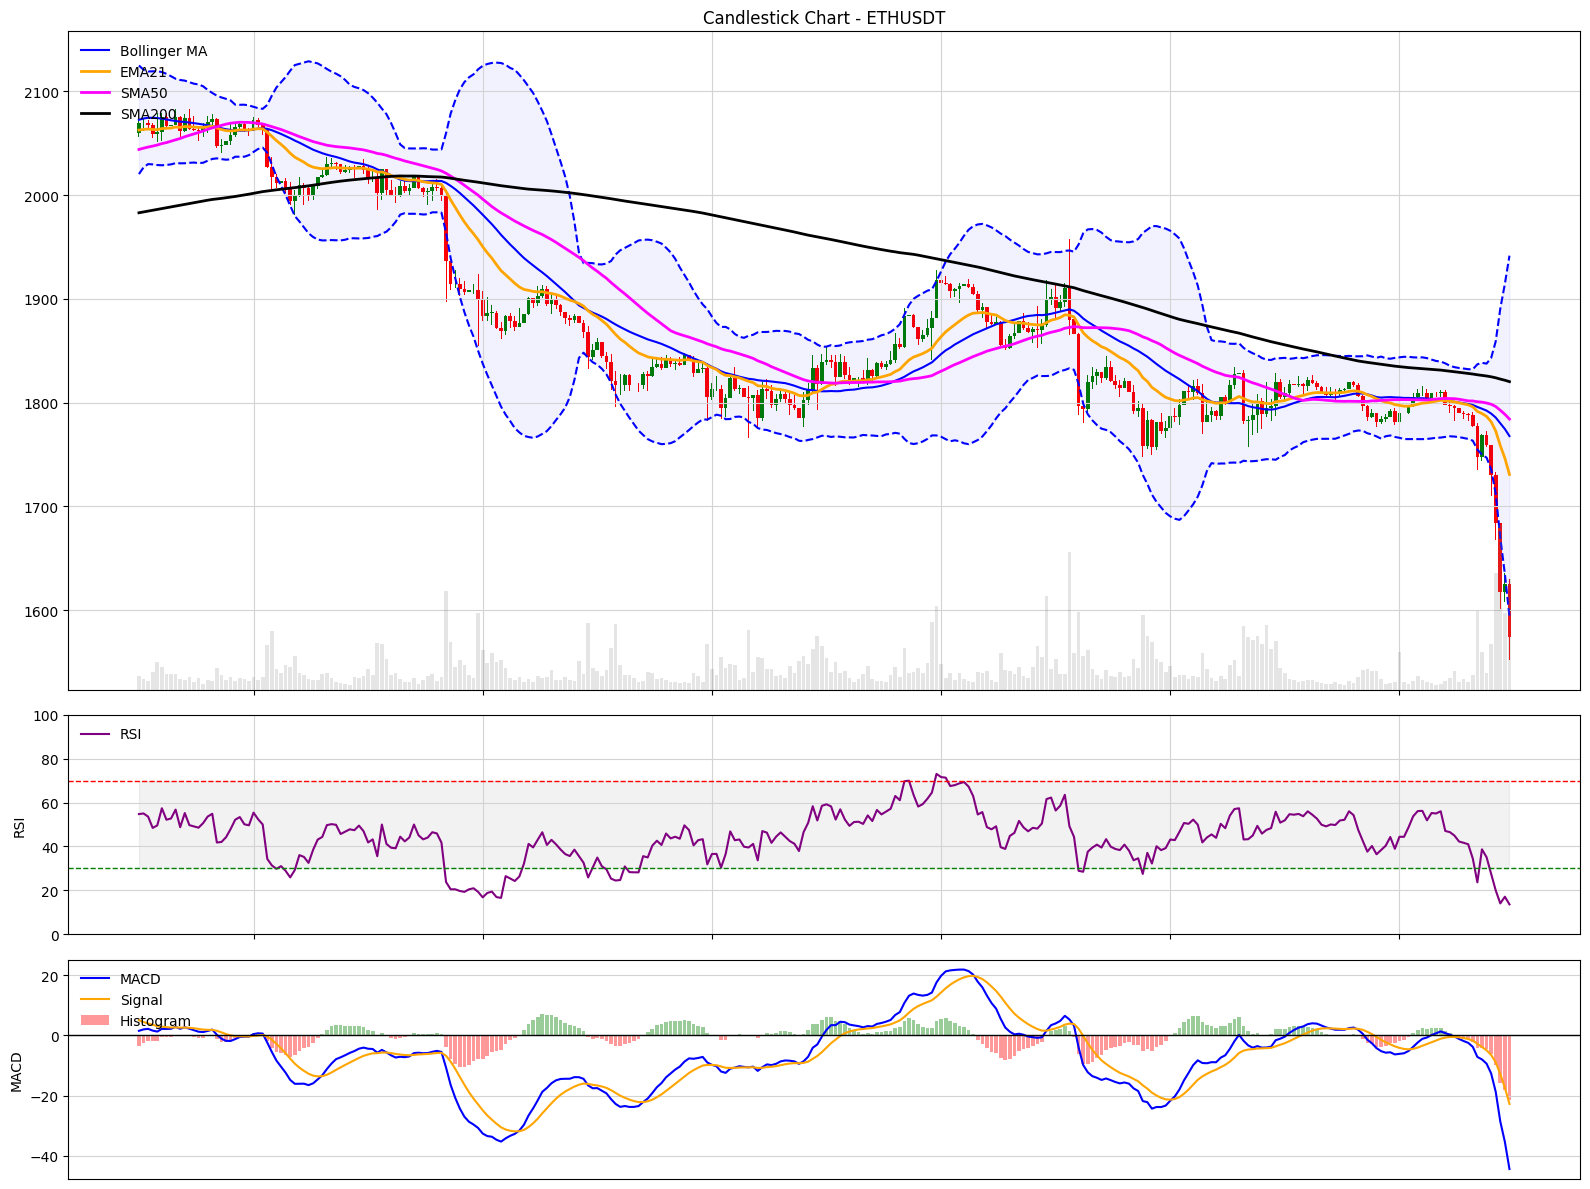 Candlestick Chart - ETHUSDT
Bollinger MA
EMA21
SMA50
SMA200
2100
2000
1900
1800
1700
1600
RSI
100
80
60
40
20
0
RSI
MACD
Signal
Histogram
20
0
−20
−40
MACD